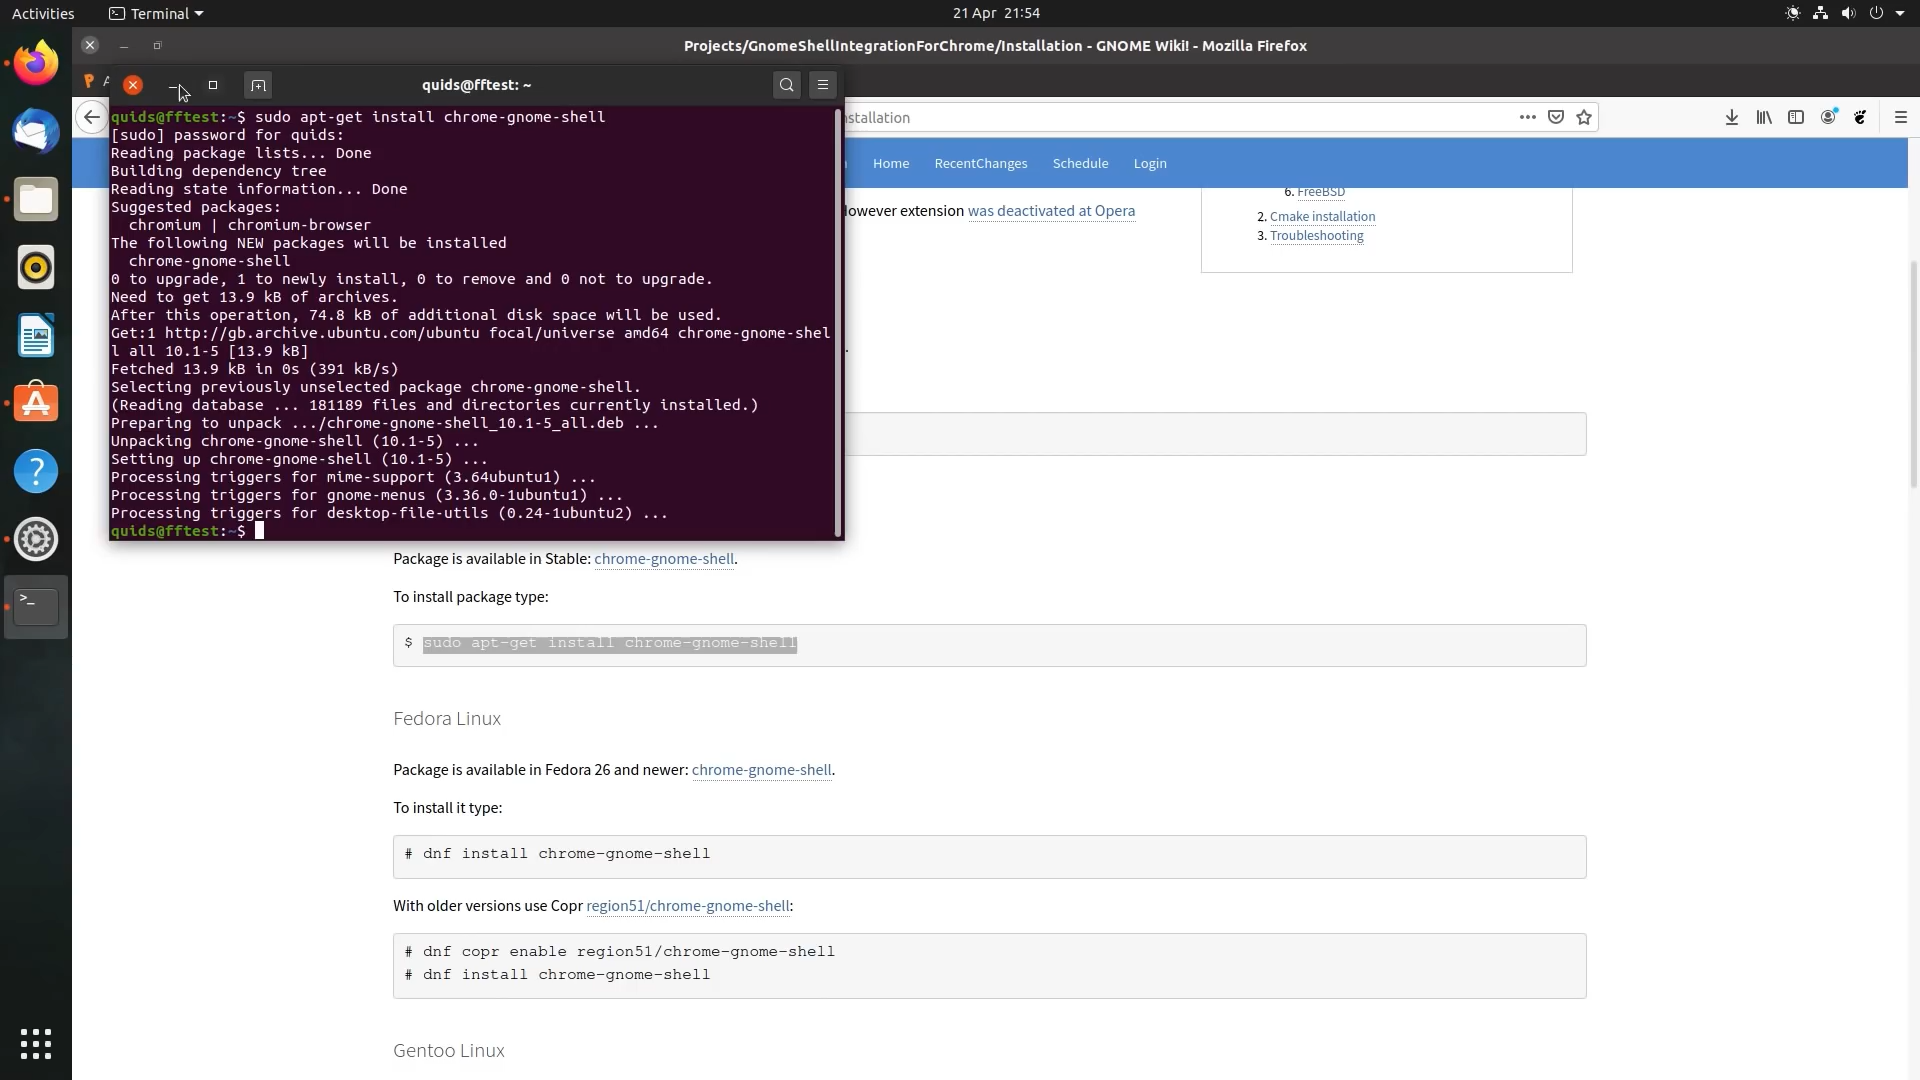 Activities
Terminal
21 Apr 21:54
Projects/GnomeShellIntegrationForChrome/Installation - GNOME Wiki! - Mozilla Firefox
quids@fftest: ~
stallation
Home
RecentChanges
Schedule
Login
quids@fftest:~$ sudo apt-get install chrome-gnome-shell
[sudo] password for quids:
Reading package lists... Done
Building dependency tree
Reading state information... Done
Suggested packages:
chromium | chromium-browser
The following NEW packages will be installed
chrome-gnome-shell
0 to upgrade, 1 to newly install, 0 to remove and 0 not to upgrade.
Need to get 13.9 kB of archives.
After this operation, 74.8 kB of additional disk space will be used.
Get:1 http://gb.archive.ubuntu.com/ubuntu focal/universe amd64 chrome-gnome-shel
l all 10.1-5 [13.9 kB]
Fetched 13.9 kB in 0s (391 kB/s)
Selecting previously unselected package chrome-gnome-shell.
(Reading database ... 181189 files and directories currently installed.)
Preparing to unpack .../chrome-gnome-shell_10.1-5_all.deb ...
Unpacking chrome-gnome-shell (10.1-5) ...
Setting up chrome-gnome-shell (10.1-5) ...
Processing triggers for mime-support (3.64ubuntu1) ...
Processing triggers for gnome-menus (3.36.0-1ubuntu1) ...
Processing triggers for desktop-file-utils (0.24-1ubuntu2) ...
quids@fftest:~$
owever extension was deactivated at Opera
6. FreeBSD
2. Cmake installation
3. Troubleshooting
Package is available in Stable: chrome-gnome-shell.
To install package type:
$ sudo apt-get install chrome-gnome-shell
Fedora Linux
Package is available in Fedora 26 and newer: chrome-gnome-shell.
To install it type:
# dnf install chrome-gnome-shell
With older versions use Copr region51/chrome-gnome-shell:
# dnf copr enable region51/chrome-gnome-shell
# dnf install chrome-gnome-shell
Gentoo Linux